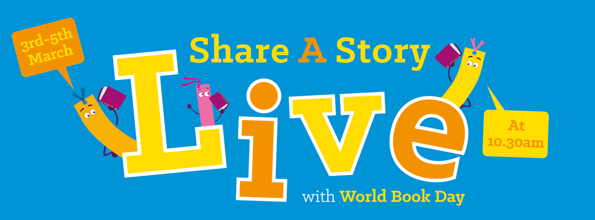 3rd-5th
March
Share A Story
Live
with World Book Day
At
10.30am